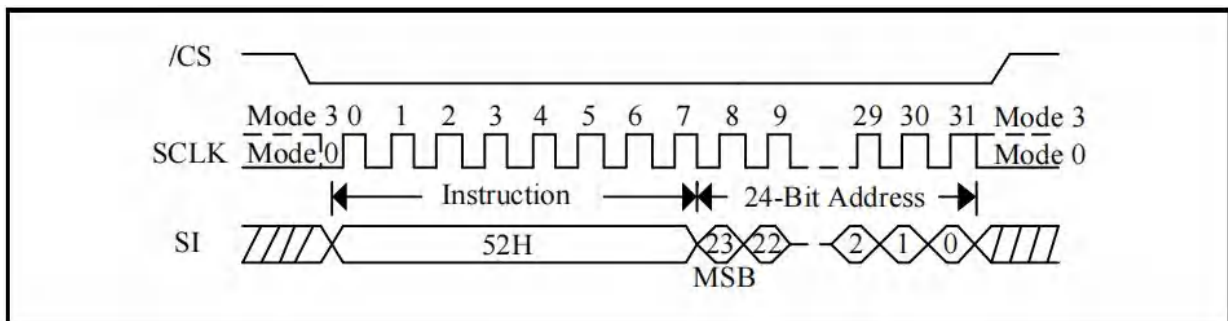 /CS
Mode 3 0 1 2 3 4 5 6 7 8 9 29 30 31 Mode 3
SCLK Mode 0 Mode 0
Instruction 24-Bit Address
SI 52H 23 22 2 1 0
MSB